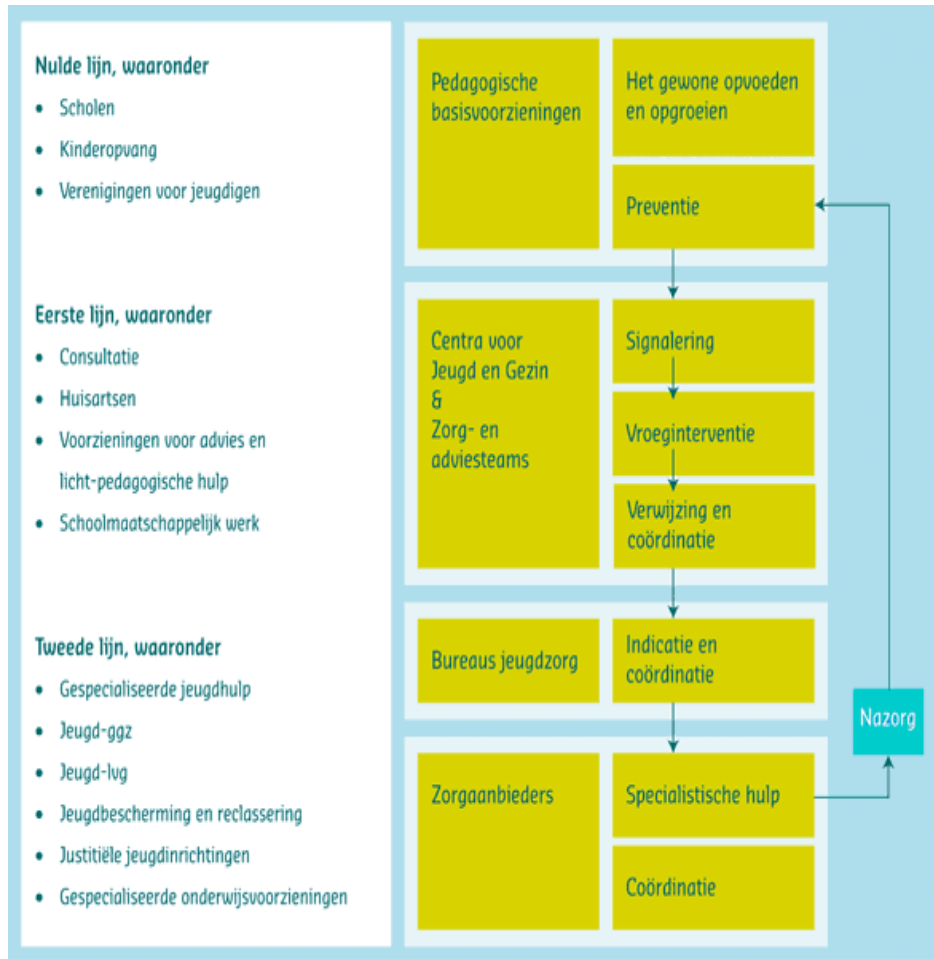 Nulde lijn, waaronder
• Scholen
• Kinderopvang
• Verenigingen voor jeugdigen
Pedagogische
basisvoorzieningen
Het gewone opvoeden
en opgroeien
Preventie
Eerste lijn, waaronder
• Consultatie
• Huisartsen
• Voorzieningen voor advies en
licht-pedagogische hulp
• Schoolmaatschappelijk werk
Centra voor
Jeugd en Gezin
&
Zorg- en
adviesteams
Signalering
Vroeginterventie
Verwijzing en
coördinatie
Tweede lijn, waaronder
• Gespecialiseerde jeugdhulp
• Jeugd-ggz
• Jeugd-lvg
• Jeugdbescherming en reclassering
• Justitiële jeugdinrichtingen
• Gespecialiseerde onderwijsvoorzieningen
Bureaus jeugdzorg
Indicatie en
coördinatie
Zorgaanbieders
Specialistische hulp
Coördinatie
Nazorg